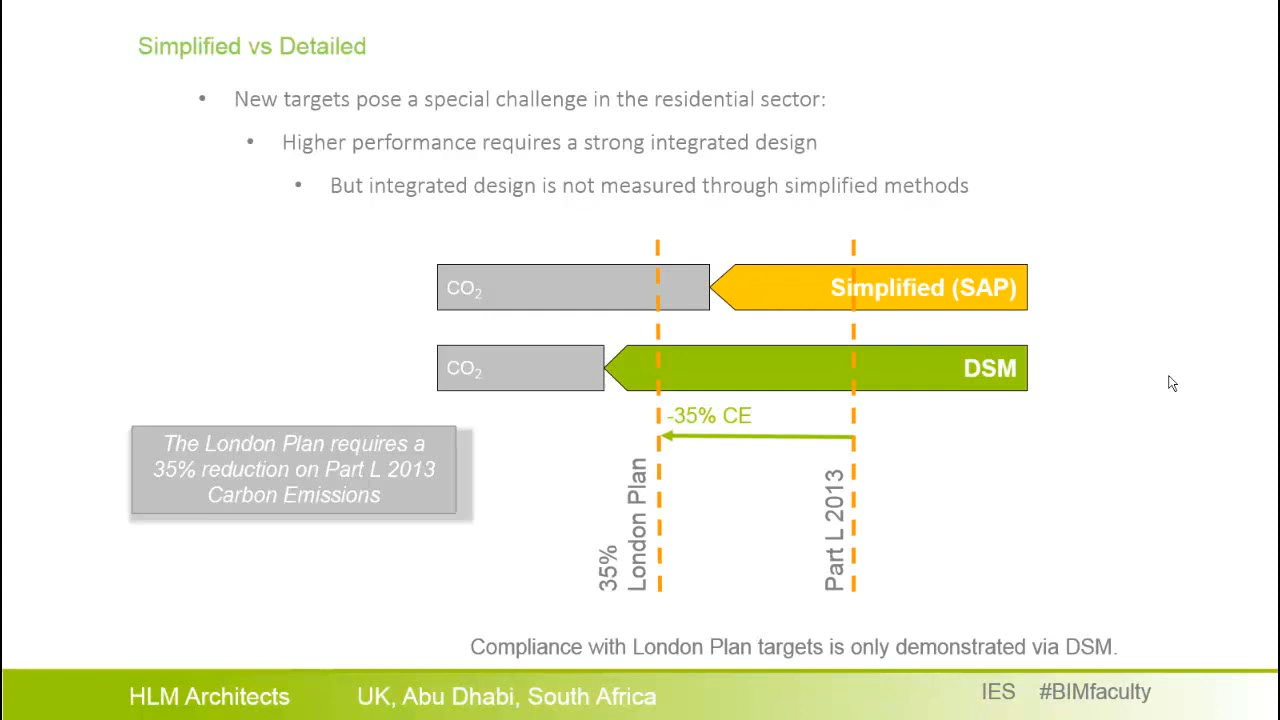 Simplified vs Detailed
• New targets pose a special challenge in the residential sector:
• Higher performance requires a strong integrated design
• But integrated design is not measured through simplified methods
CO₂
Simplified (SAP)
CO₂
DSM
-35% CE
The London Plan requires a
35% reduction on Part L 2013
Carbon Emissions
35%
London Plan
Part L 2013
Compliance with London Plan targets is only demonstrated via DSM.
HLM Architects
UK, Abu Dhabi, South Africa
IES #BIMfaculty